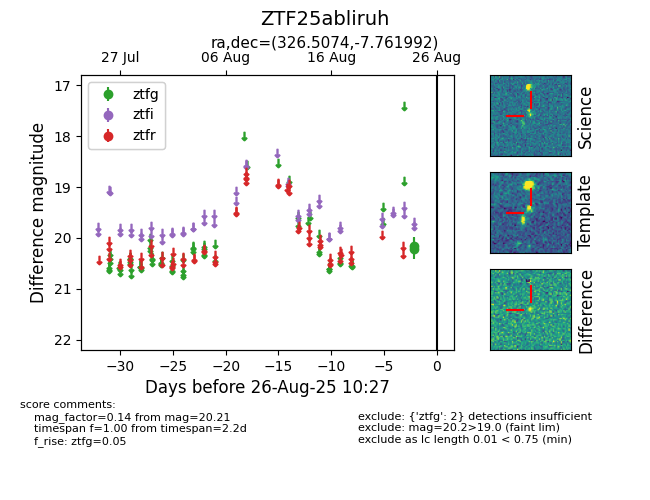 ZTF25abliruh
ra,dec=(326.5074,-7.761992)
27 Jul
06 Aug
16 Aug
26 Aug
17
18
19
20
21
22
Difference magnitude
ztfg
ztfi
ztfr
−30
−25
−20
−15
−10
−5
0
Days before 26-Aug-25 10:27
Science
Template
Difference
score comments:
mag_factor=0.14 from mag=20.21
timespan f=1.00 from timespan=2.2d
f_rise: ztfg=0.05
exclude: {'ztfg': 2} detections insufficient
exclude: mag=20.2>19.0 (faint lim)
exclude as lc length 0.01 < 0.75 (min)